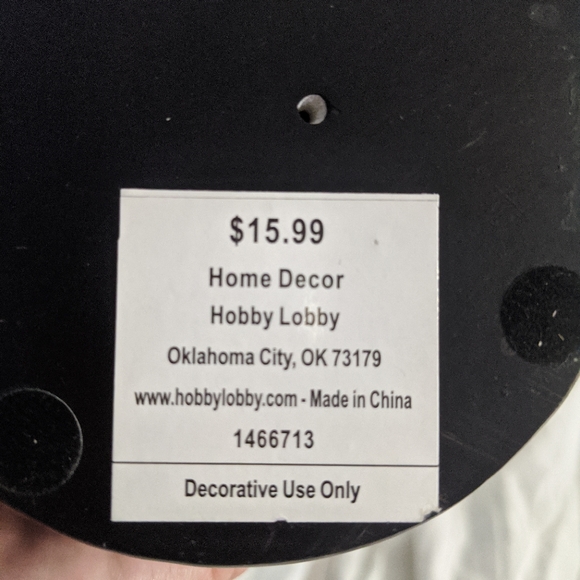 $15.99
Home Decor
Hobby Lobby
Oklahoma City, OK 73179
www.hobbylobby.com - Made in China
1466713
Decorative Use Only